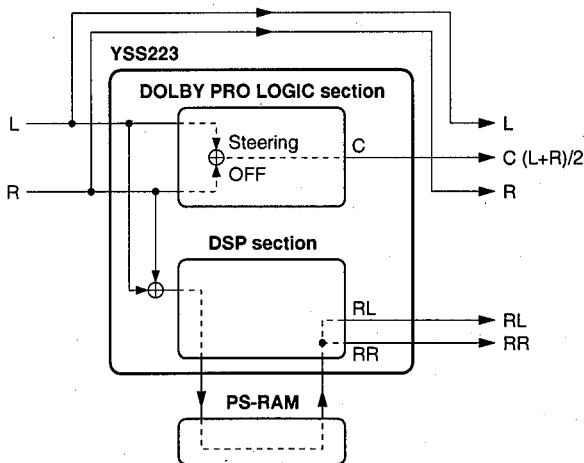 YSS223
DOLBY PRO LOGIC section
L
Steering
C
L
OFF
C (L+R)/2
R
R
DSP section
RL
RL
RR
RR
PS-RAM